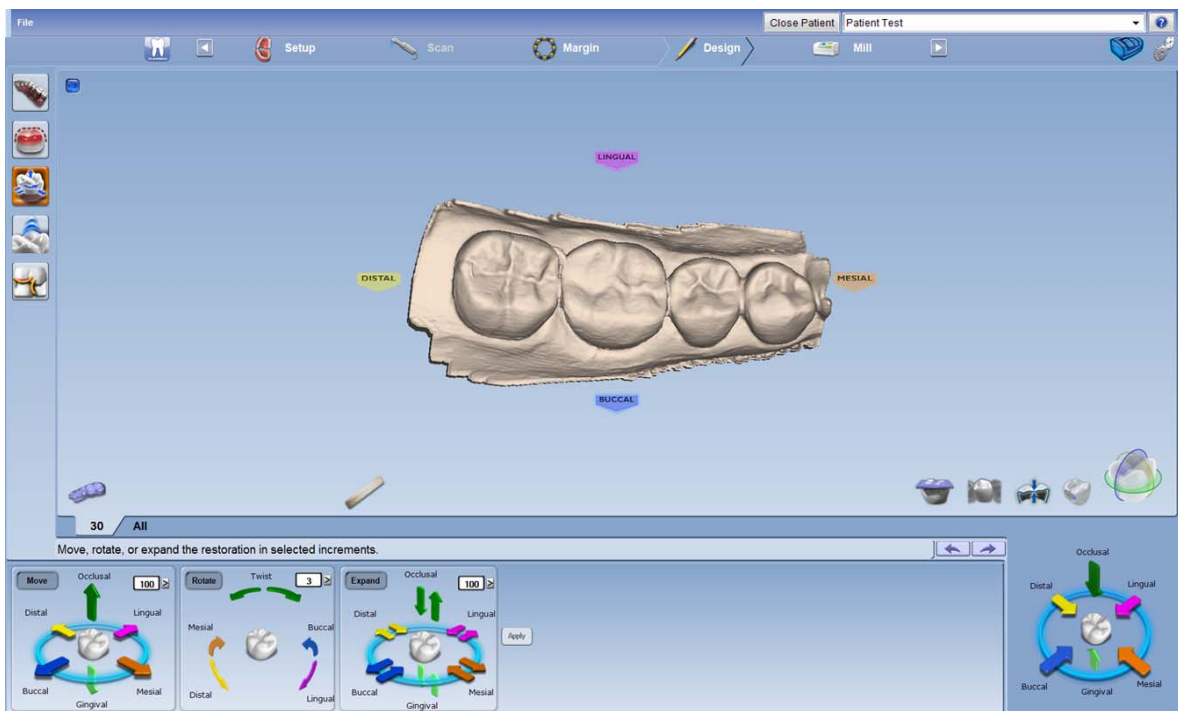 File
Close Patient Patient Test
Setup Scan Margin Design Mill
LINGUAL
DISTAL
MESIAL
BUCCAL
30 All
Move, rotate, or expand the restoration in selected increments.
Move Occlusal 100
Distal Lingual
Buccal Mesial
Gingival
Rotate Twist 3
Mesial Buccal
Distal Lingual
Expand Occlusal 100
Distal Lingual
Buccal Mesial
Gingival
Apply
Occlusal
Distal Lingual
Buccal Mesial
Gingival